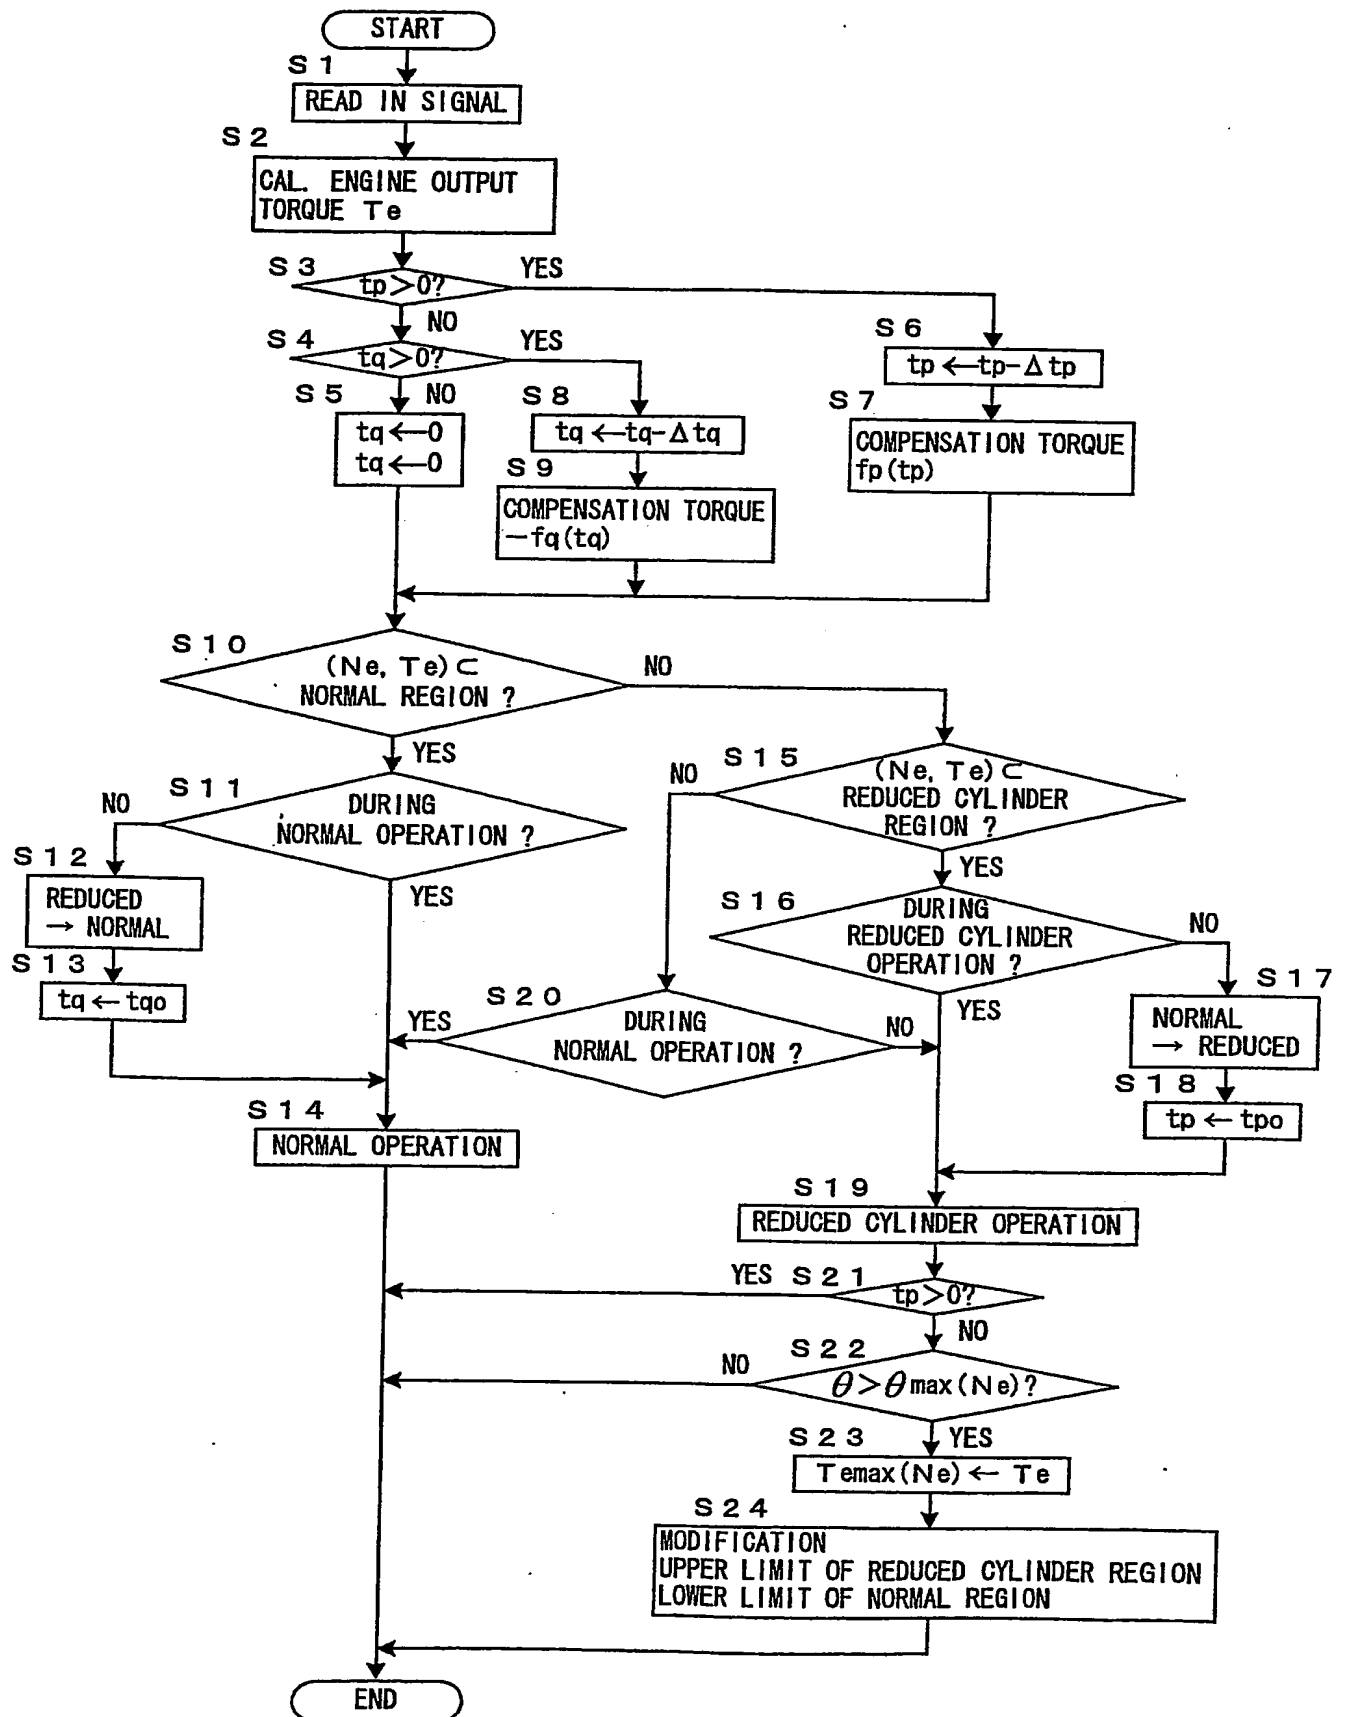 START
S1
READ IN SIGNAL
S2
CAL. ENGINE OUTPUT
TORQUE Te
S3
tp>0?
YES
NO
S4
tq>0?
YES
NO
S5
tq←0
tq←0
S8
tq←tq-Δtq
S9
COMPENSATION TORQUE
-fq(tq)
S6
tp←tp-Δtp
S7
COMPENSATION TORQUE
fp(tp)
S10
(Ne, Te)⊂
NORMAL REGION ?
NO
YES
S11
DURING
NORMAL OPERATION ?
NO
YES
S12
REDUCED
→ NORMAL
S13
tq←tqo
S15
(Ne, Te)⊂
REDUCED CYLINDER
REGION ?
NO
YES
S16
DURING
REDUCED CYLINDER
OPERATION ?
NO
YES
S17
NORMAL
→ REDUCED
S18
tp←tpo
S20
DURING
NORMAL OPERATION ?
YES
NO
S14
NORMAL OPERATION
S19
REDUCED CYLINDER OPERATION
S21
tp>0?
YES
NO
S22
θ>θmax(Ne)?
NO
YES
S23
Temax(Ne)← Te
S24
MODIFICATION
UPPER LIMIT OF REDUCED CYLINDER REGION
LOWER LIMIT OF NORMAL REGION
END